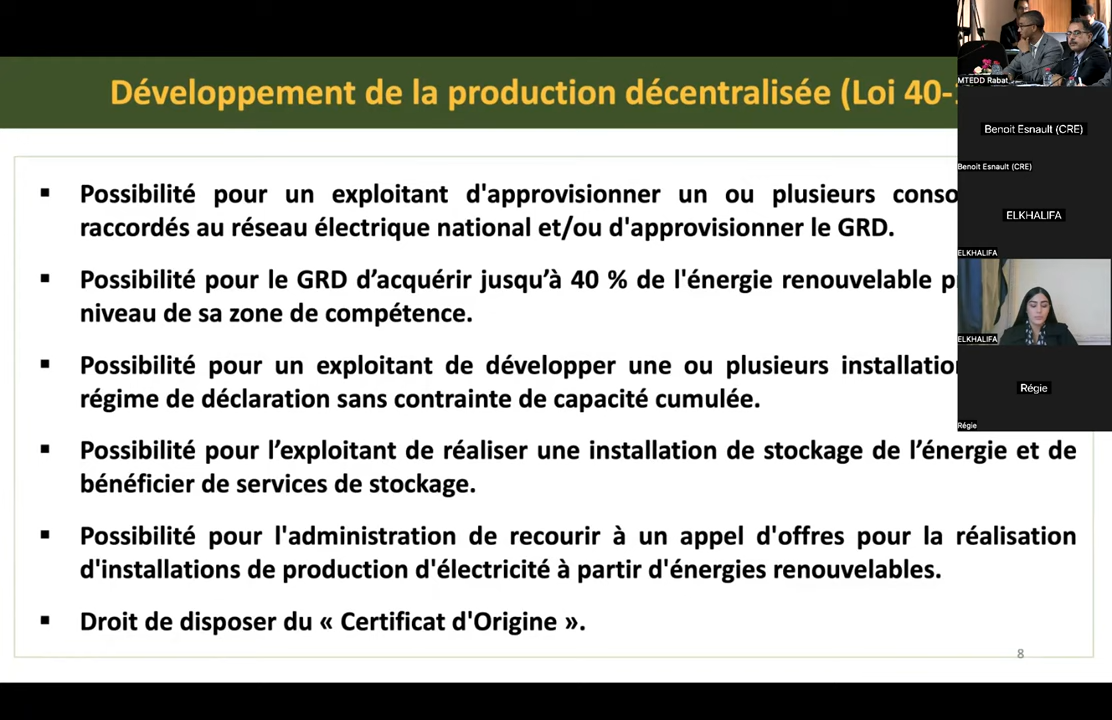 Développement de la production décentralisée (Loi 40-
▪ Possibilité pour un exploitant d'approvisionner un ou plusieurs
raccordés au réseau électrique national et/ou d'approvisionner le GRD.
▪ Possibilité pour le GRD d’acquérir jusqu’à 40 % de l'énergie renouvelable
niveau de sa zone de compétence.
▪ Possibilité pour un exploitant de développer une ou plusieurs
régime de déclaration sans contrainte de capacité cumulée.
▪ Possibilité pour l’exploitant de réaliser une installation de stockage de l’énergie et de
bénéficier de services de stockage.
▪ Possibilité pour l'administration de recourir à un appel d'offres pour la réalisation
d'installations de production d'électricité à partir d'énergies renouvelables.
▪ Droit de disposer du « Certificat d'Origine ».
8
MTEDD Rabat
Benoit Esnault (CRE)
Benoit Esnault (CRE)
ELKHALIFA
ELKHALIFA
ELKHALIFA
Régie
Régie